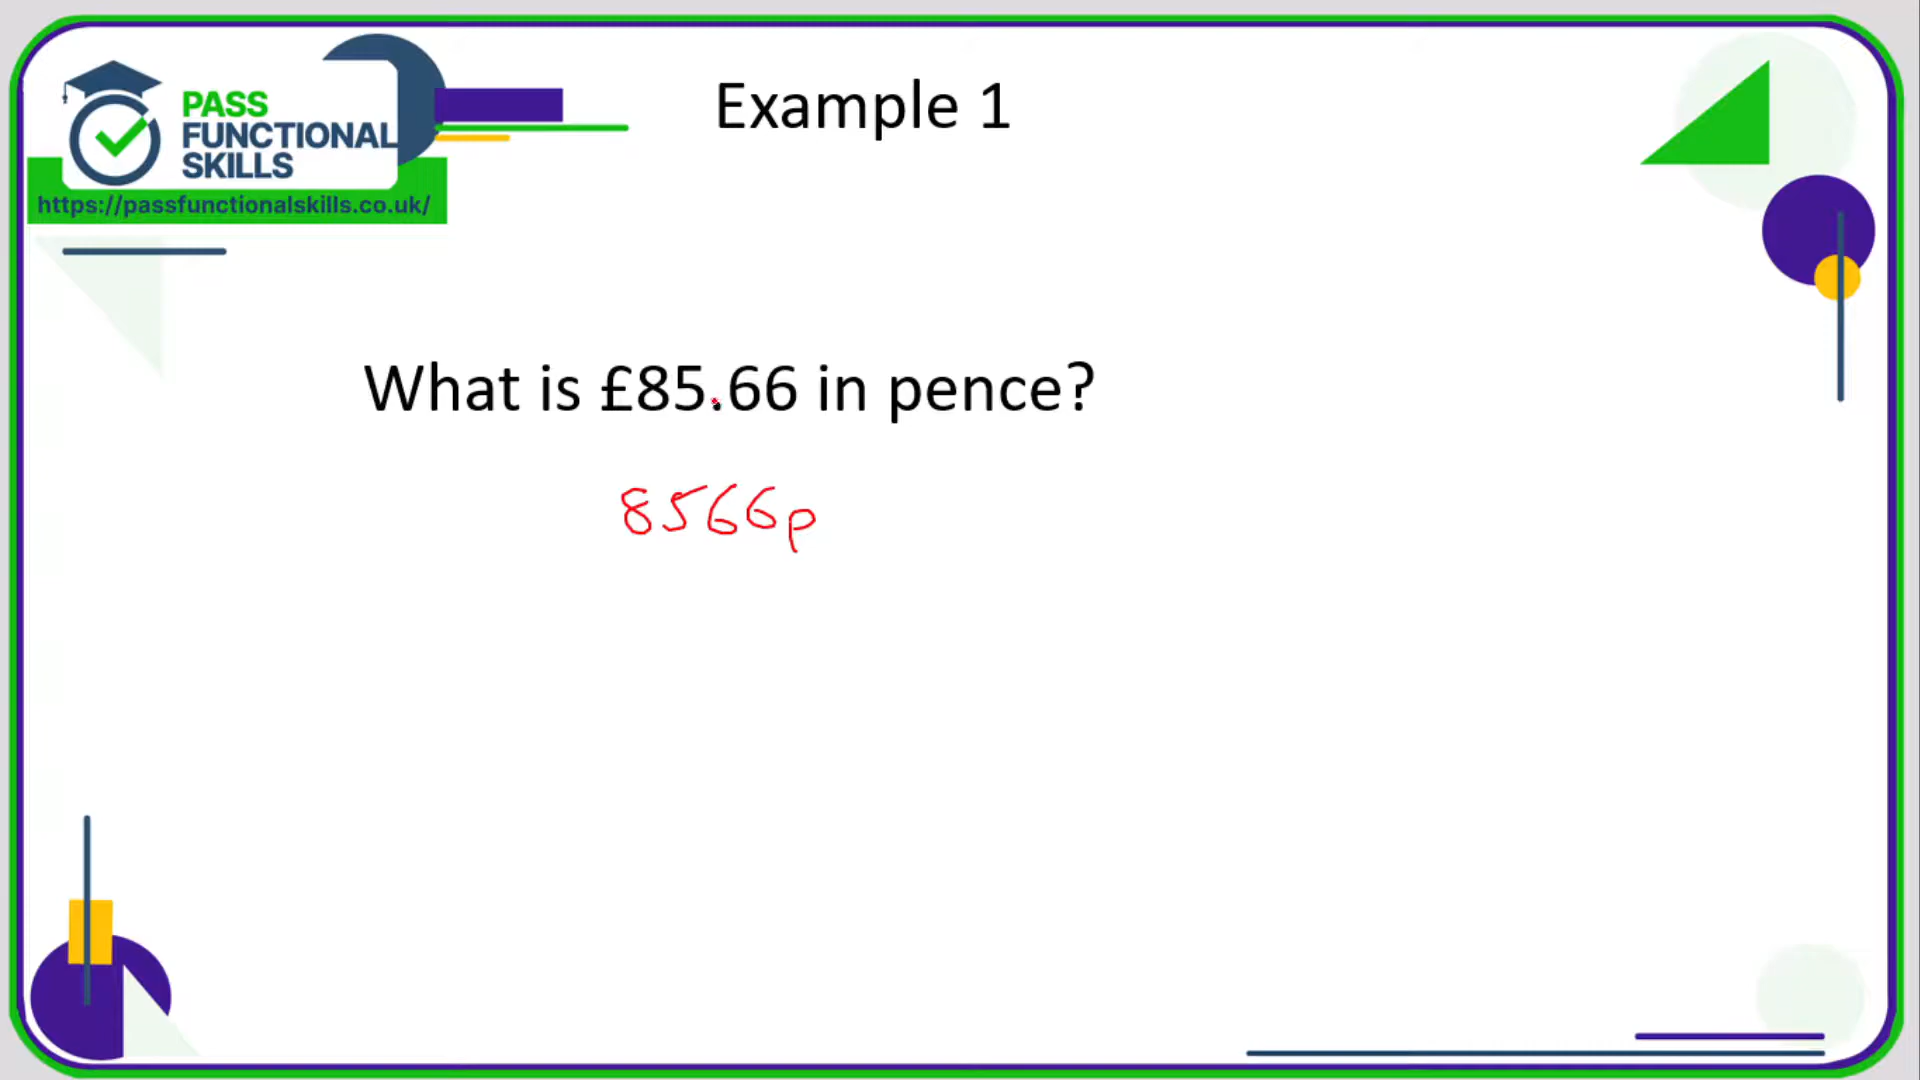 Example 1
PASS
FUNCTIONAL
SKILLS
https://passfunctionalskills.co.uk/
What is £85.66 in pence?
8566p